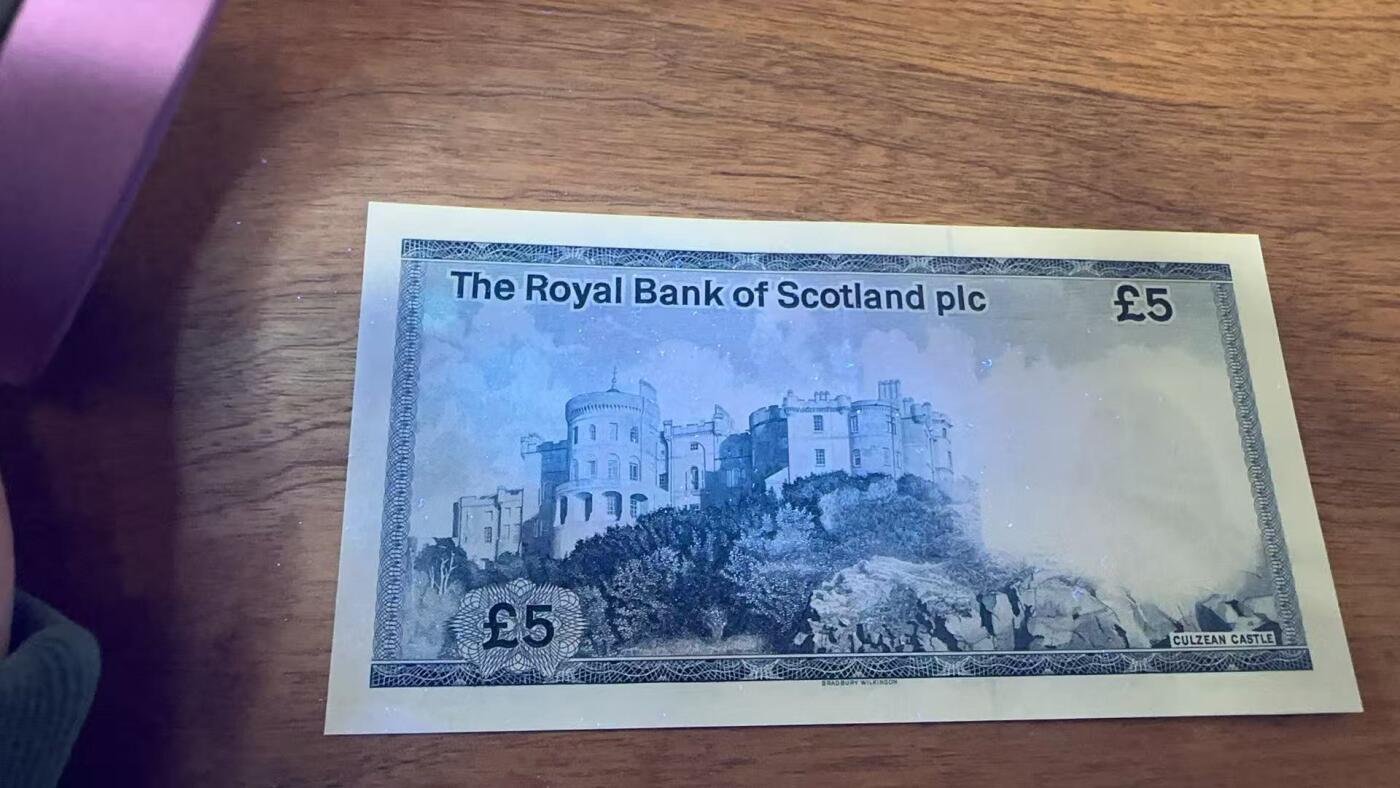 The Royal Bank of Scotland plc
£5
£5
CULZEAN CASTLE
BRADBURY WILKINSON